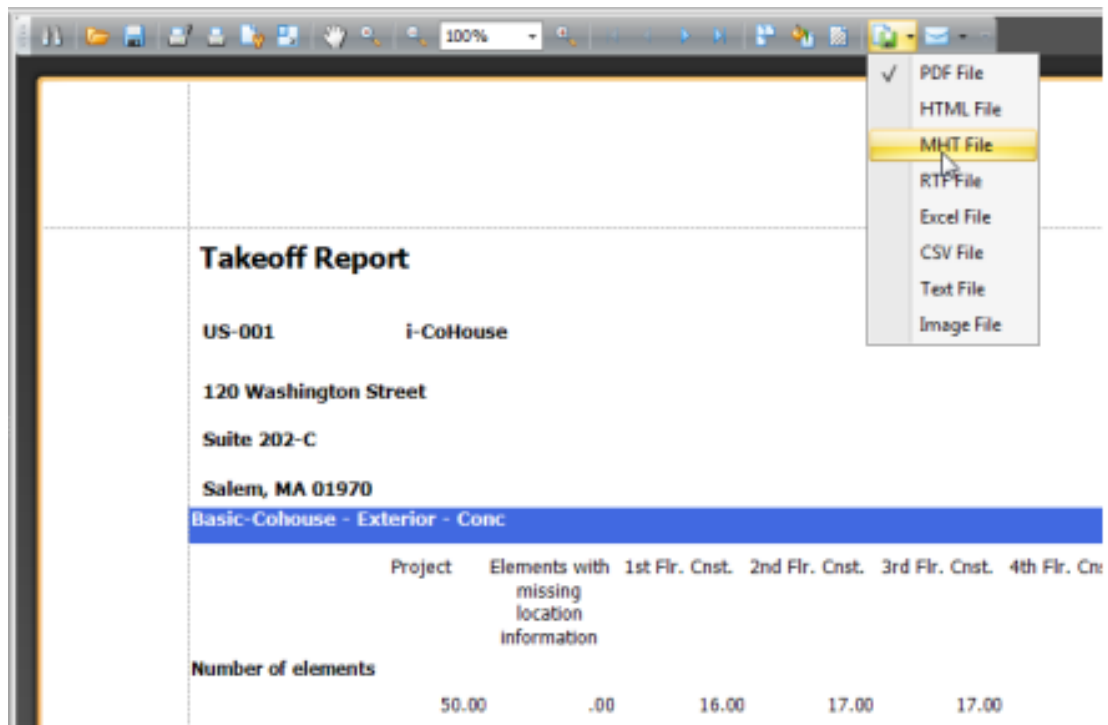 100%
PDF File
HTML File
MHT File
RTF File
Excel File
CSV File
Text File
Image File
Takeoff Report
US-001 i-CoHouse
120 Washington Street
Suite 202-C
Salem, MA 01970
Basic-Cohouse - Exterior - Conc
Project Elements with 1st Flr. Cnst. 2nd Flr. Cnst. 3rd Flr. Cnst. 4th Flr. Cns
missing
location
information
Number of elements
50.00 .00 16.00 17.00 17.00